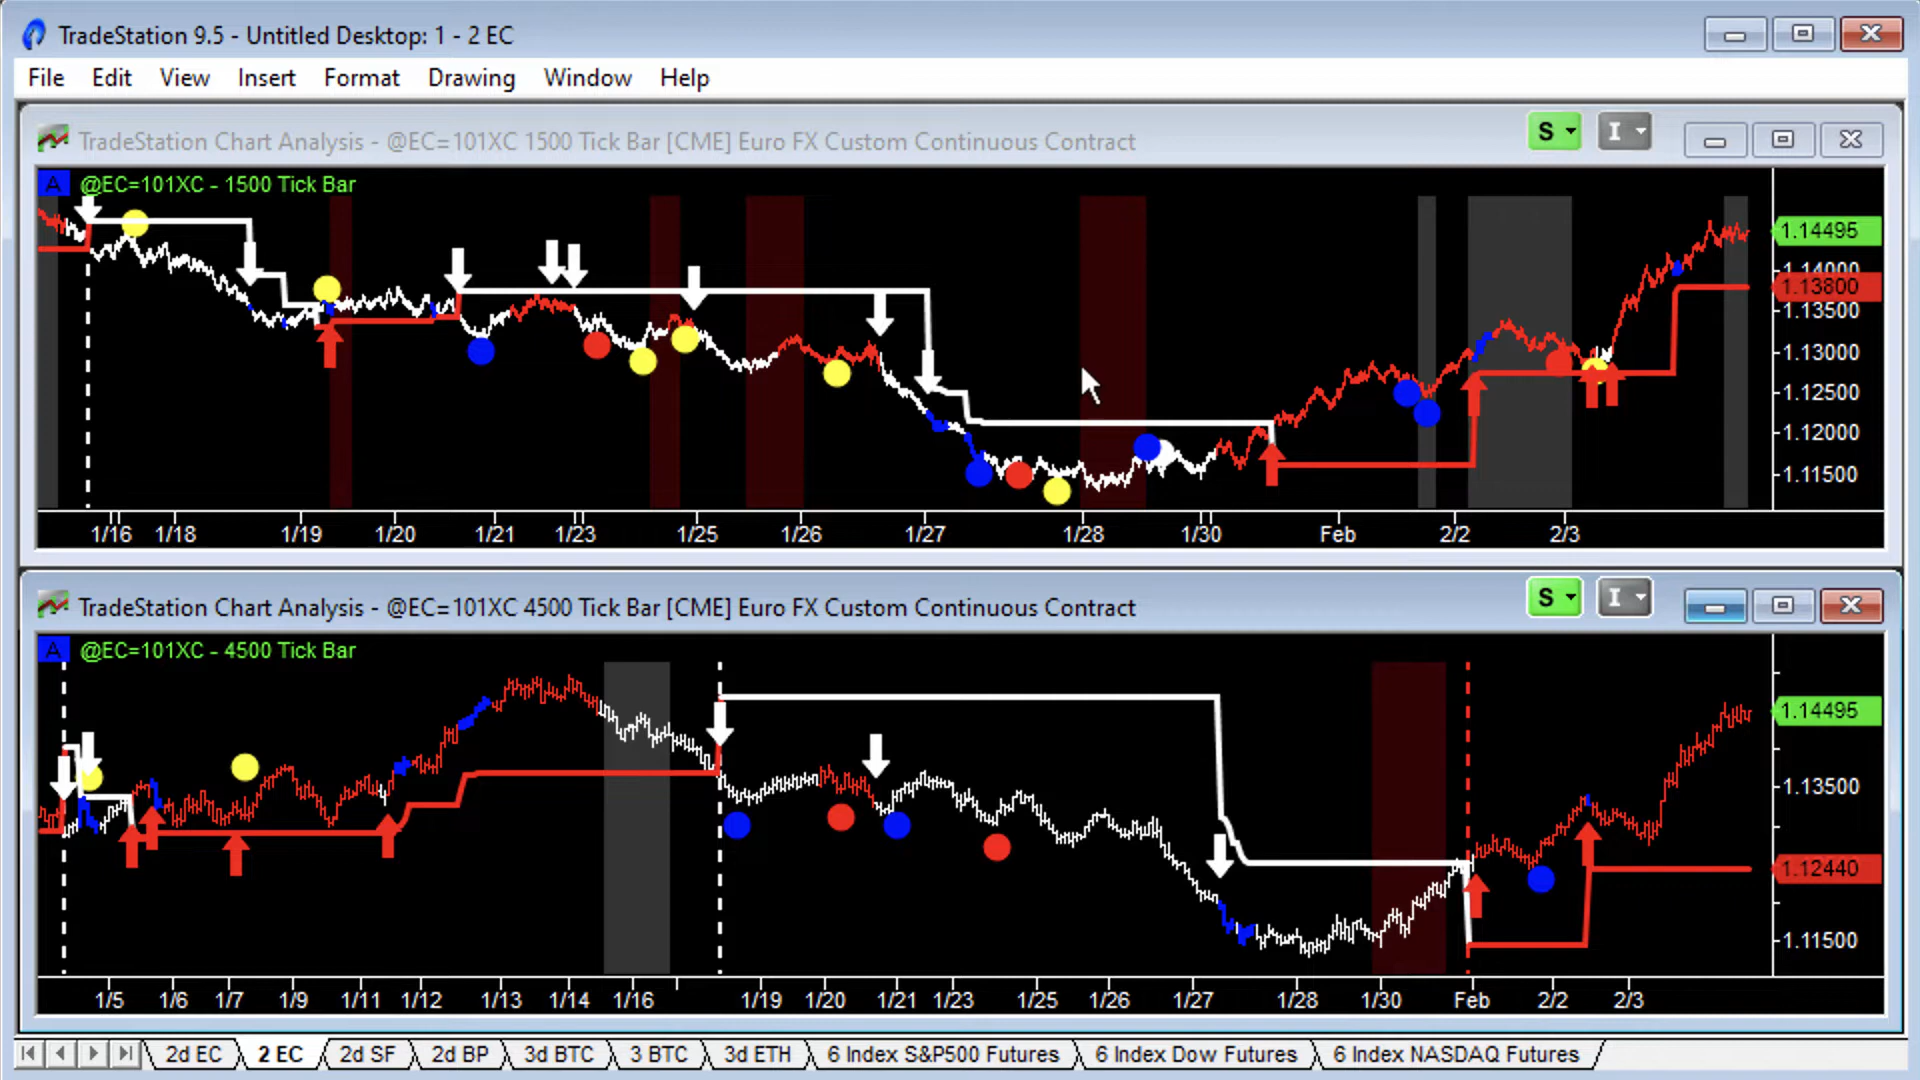 TradeStation 9.5 - Untitled Desktop: 1 - 2 EC
File Edit View Insert Format Drawing Window Help
TradeStation Chart Analysis - @EC=101XC 1500 Tick Bar [CME] Euro FX Custom Continuous Contract
S I
A @EC=101XC - 1500 Tick Bar
1.14495
1.14000
1.13800
1.13500
1.13000
1.12500
1.12000
1.11500
1/16 1/18 1/19 1/20 1/21 1/23 1/25 1/26 1/27 1/28 1/30 Feb 2/2 2/3
TradeStation Chart Analysis - @EC=101XC 4500 Tick Bar [CME] Euro FX Custom Continuous Contract
S I
A @EC=101XC - 4500 Tick Bar
1.14495
1.13500
1.12440
1.11500
1/5 1/6 1/7 1/9 1/11 1/12 1/13 1/14 1/16 1/19 1/20 1/21 1/23 1/25 1/26 1/27 1/28 1/30 Feb 2/2 2/3
2d EC 2 EC 2d SF 2d BP 3d BTC 3 BTC 3d ETH 6 Index S&P500 Futures 6 Index Dow Futures 6 Index NASDAQ Futures